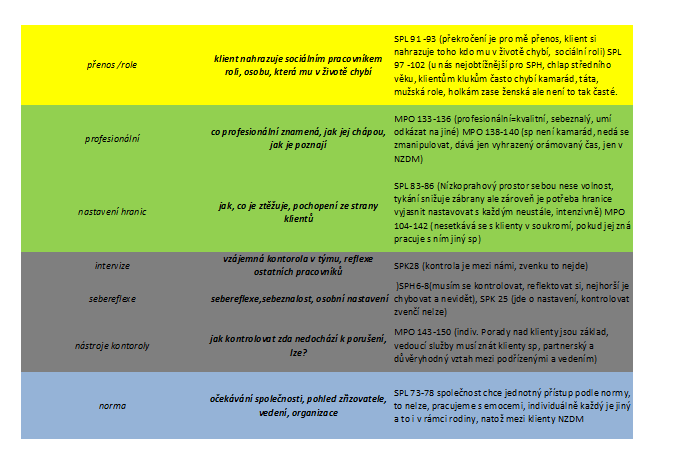 přenos /role
klient nahrazuje sociálním pracovníkem
roli, osobu, která mu v životě chybí
SPL 91 -93 (překročení je pro mě přenos, klient si
nahrazuje toho kdo mu v životě chybí, sociální roli) SPL
97 -102 (u nás nejobtížnější pro SPH, chlap středního
věku, klientům klukům často chybí kamarád, táta,
mužská role, holkám zase ženská ale není to tak časté.
profesionální
co profesionální znamená, jak jej chápou,
jak je poznají
MPO 133-136 (profesionální=kvalitní, sebeznalý, umí
odkázat na jiné) MPO 138-140 (sp není kamarád, nedá se
zmanipulovat, dává jen vyhrazený orámovaný čas, jen v
NZDM)
nastavení hranic
jak, co je ztěžuje, pochopení ze strany
klientů
SPL 83-86 (Nízkoprahový prostor sebou nese volnost,
tykání snižuje zábrany ale zároveň je potřeba hranice
vyjasnit nastavovat s každým neustále, intenzivně) MPO
104-142 (nesetkává se s klienty v soukromí, pokud jej zná
pracuje s ním jiný sp)
intervize
vzájemná kontorola v týmu, reflexe
ostatních pracovníků
SPK28 (kontrola je mezi námi, zvenku to nejde)
sebereflexe
sebereflexe,sebeznalost, osobní nastavení
)SPH6-8(musím se kontrolovat, reflektovat si, nejhorší je
chybovat a nevidět), SPK 25 (jde o nastavení, kontrolovat
zvenčí nelze)
nástroje kontoroly
jak kontrolovat zda nedochází k porušení,
lze?
MPO 143-150 (indiv. Porady nad klienty jsou základ,
vedoucí služby musí znát klienty sp, partnerský a
důvěryhodný vztah mezi podřízenými a vedením)
norma
očekávání společnosti, pohled zřizovatele,
vedení, organizace
SPL 73-78 společnost chce jednotný přístup podle normy,
to nelze, pracujeme s emocemi, individuálně každý je jiný
a to i v rámci rodiny, natož mezi klienty NZDM